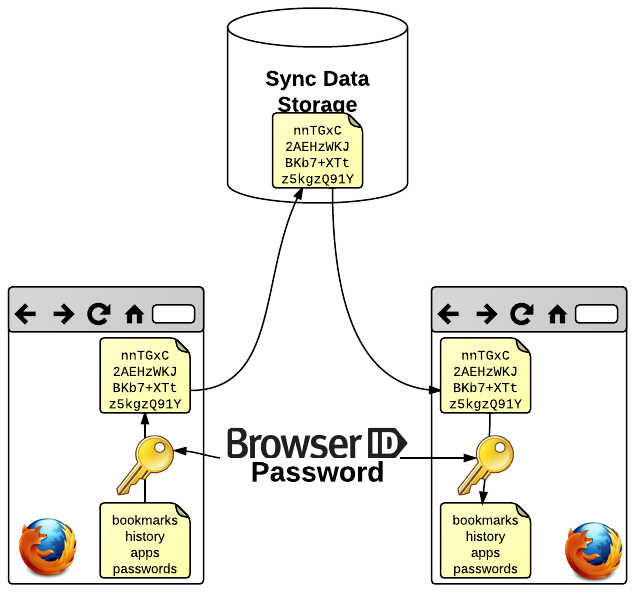 Sync Data
Storage
nnTGxC
2AEHzWKJ
BKb7+XTt
z5kgzQ91Y
nnTGxC
2AEHzWKJ
BKb7+XTt
z5kgzQ91Y
nnTGxC
2AEHzWKJ
BKb7+XTt
z5kgzQ91Y
BrowserID
Password
bookmarks
history
apps
passwords
bookmarks
history
apps
passwords